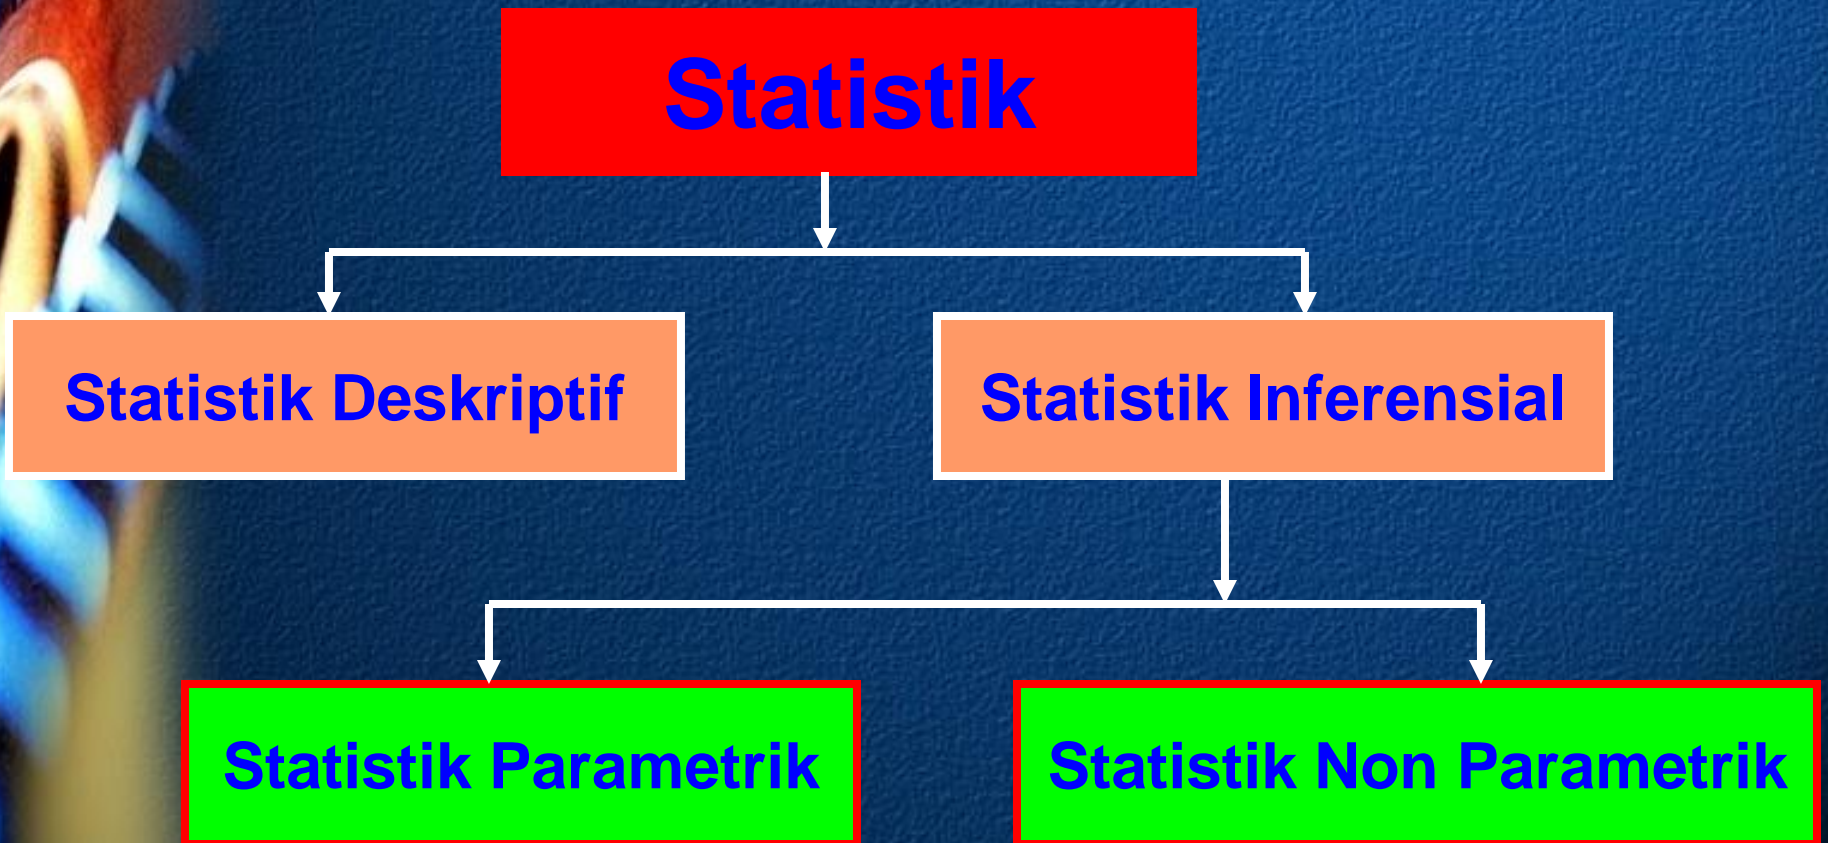 Statistik
Statistik Deskriptif
Statistik Inferensial
Statistik Parametrik
Statistik Non Parametrik